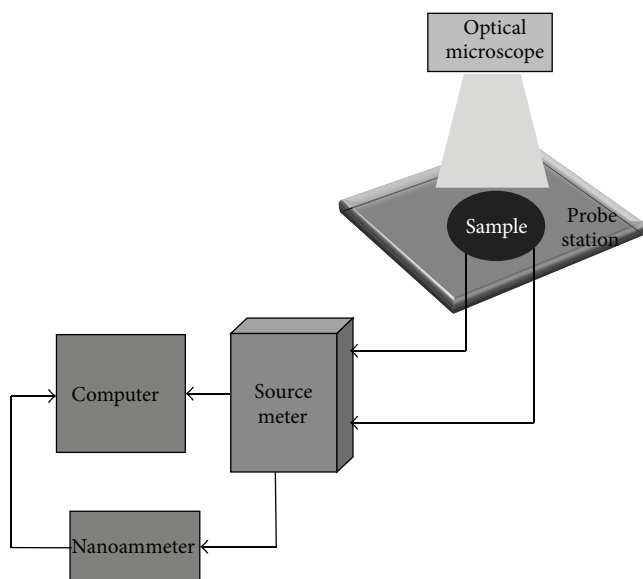 Optical
microscope
Sample
Probe
station
Source
meter
Computer
Nanoammeter